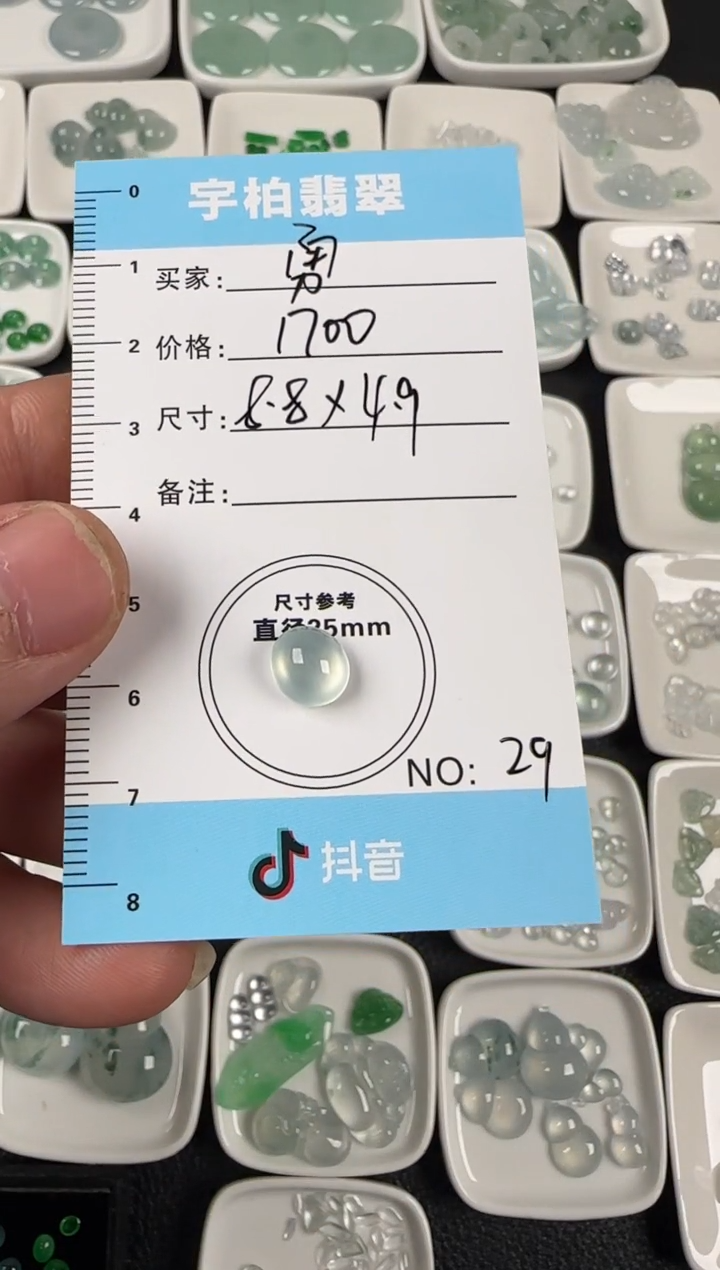 0
宇柏翡翠
1
买家:勇
2
价格:1700
3
尺寸:8.8×4.9
4
备注:
5
尺寸参考
直径25mm
6
NO: 29
7
抖音
8